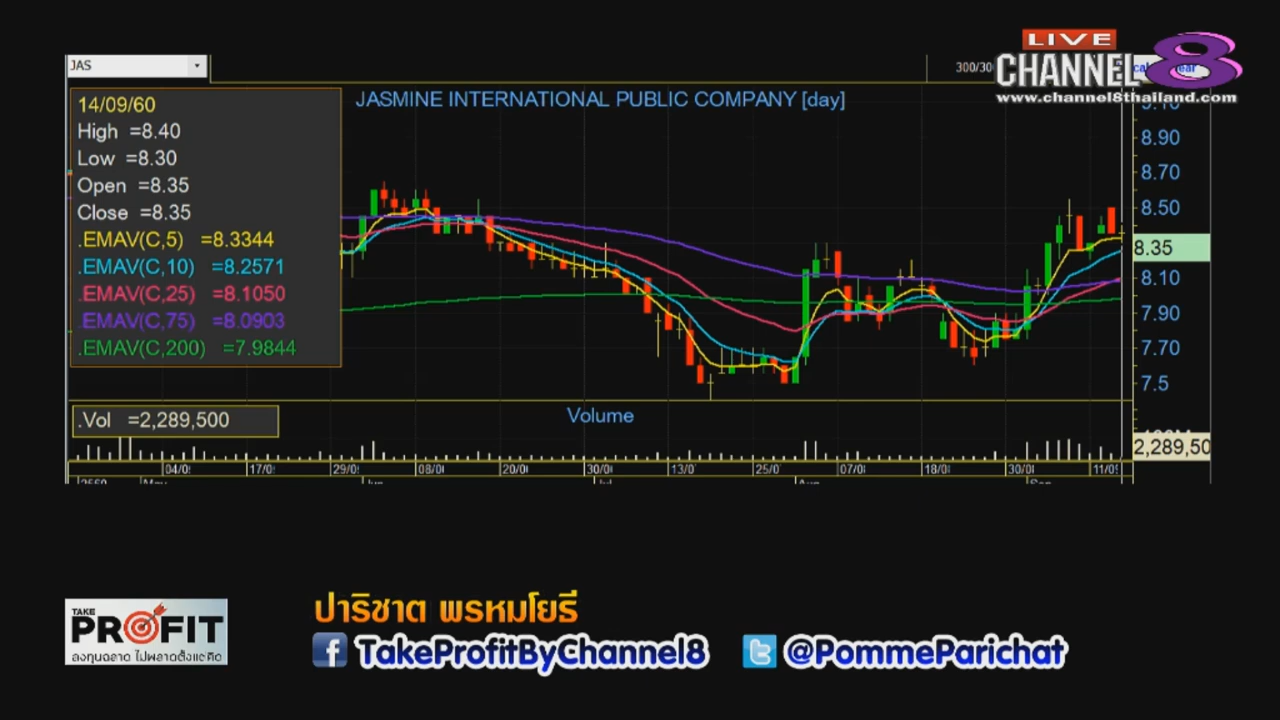 LIVE
CHANNEL 8
www.channel8thailand.com
JAS
300/30
14/09/60
High =8.40
Low =8.30
Open =8.35
Close =8.35
.EMAV(C,5) =8.3344
.EMAV(C,10) =8.2571
.EMAV(C,25) =8.1050
.EMAV(C,75) =8.0903
.EMAV(C,200) =7.9844
JASMINE INTERNATIONAL PUBLIC COMPANY [day]
8.90
8.70
8.50
8.35
8.10
7.90
7.70
7.5
.Vol =2,289,500
Volume
2,289,50
04/0 17/0 29/0 08/0 20/0 30/0 13/0 25/0 07/0 18/0 30/0 11/09
TAKE
PROFIT
ลงทุนฉลาด ไม่พลาดตั้งแต่คิด
ปาริชาต พรหมโยธี
TakeProfitByChannel8
@PommeParichat